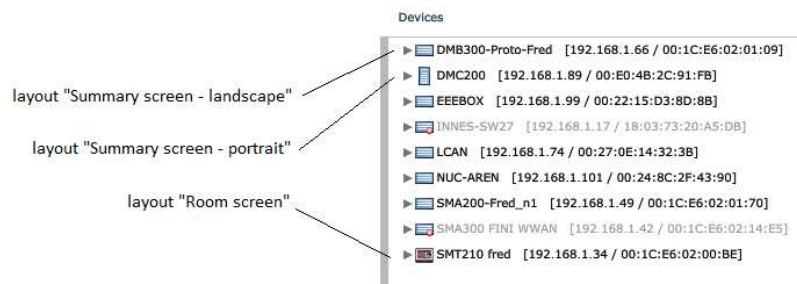 Devices
DMB300-Proto-Fred [192.168.1.66 / 00:1C:E6:02:01:09]
DMC200 [192.168.1.89 / 00:E0:4B:2C:91:FB]
layout "Summary screen - landscape"
EEEBOX [192.168.1.99 / 00:22:15:D3:8D:8B]
INNES-SW27 [192.168.1.17 / 18:03:73:20:A5:DB]
layout "Summary screen - portrait"
LCAN [192.168.1.74 / 00:27:0E:14:32:3B]
NUC-AREN [192.168.1.101 / 00:24:8C:2F:43:90]
layout "Room screen"
SMA200-Fred_n1 [192.168.1.49 / 00:1C:E6:02:01:70]
SMA300 FINI WWAN [192.168.1.42 / 00:1C:E6:02:14:E5]
SMT210 fred [192.168.1.34 / 00:1C:E6:02:00:BE]